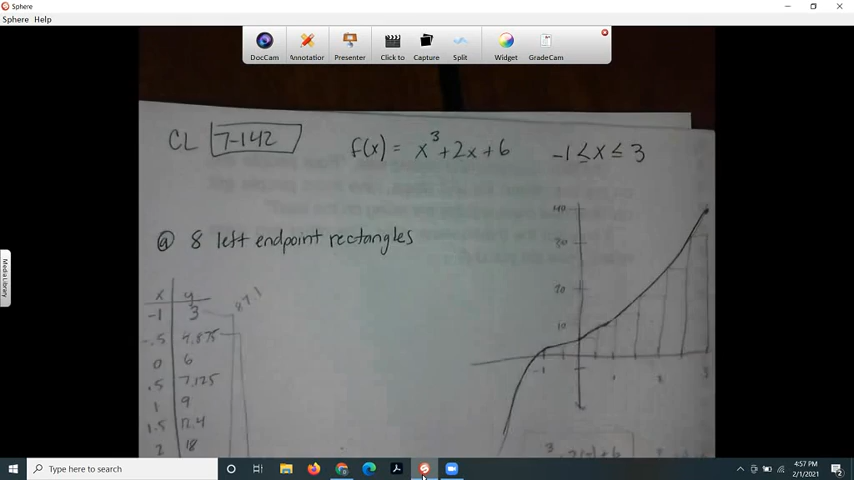 Sphere
Sphere Help
DocCam
Annotation
Presenter
Click to
Capture
Split
Widget
GradeCam
Media Library
CL 7-142
f(x) = x³+2x+6
-1 ≤ x ≤ 3
ⓐ 8 left endpoint rectangles
x y
-1 3
-.5 4.875
0 6
.5 7.125
1 9
1.5 12.4
2 18
40
30
20
10
-1
1
2
3
Type here to search
4:57 PM
2/1/2021
2